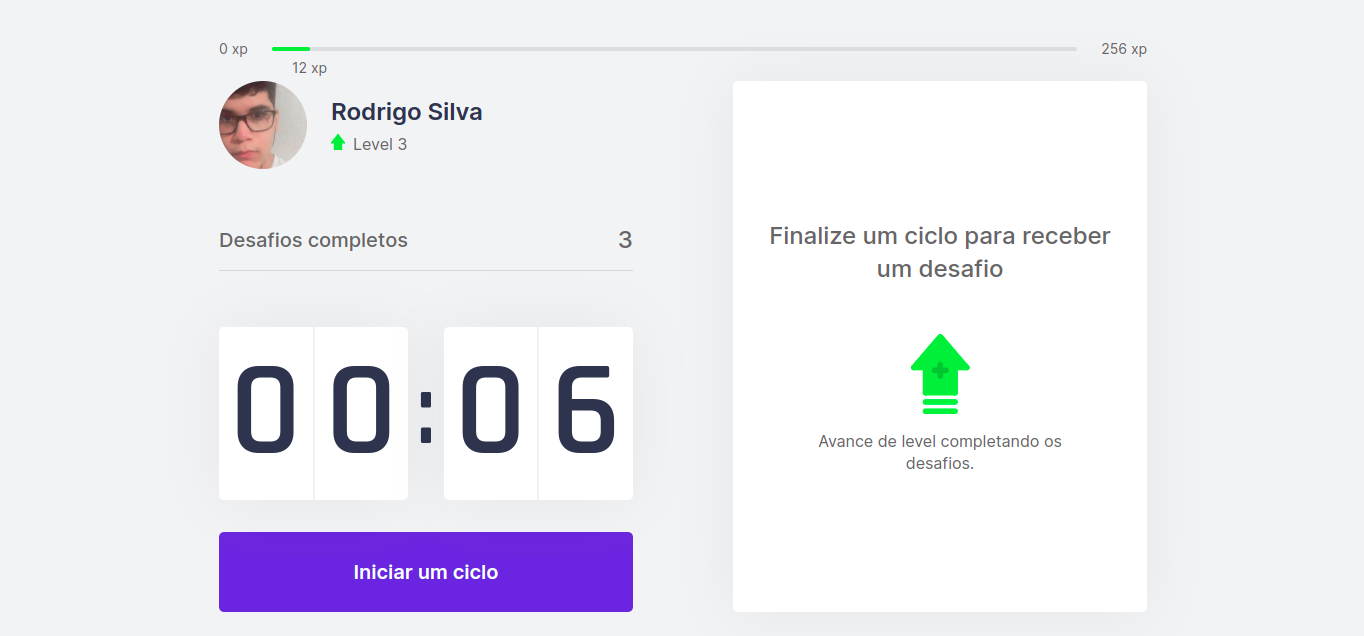 0 xp
256 xp
12 xp
Rodrigo Silva
Level 3
Desafios completos 3
00:06
Iniciar um ciclo
Finalize um ciclo para receber
um desafio
Avance de level completando os
desafios.